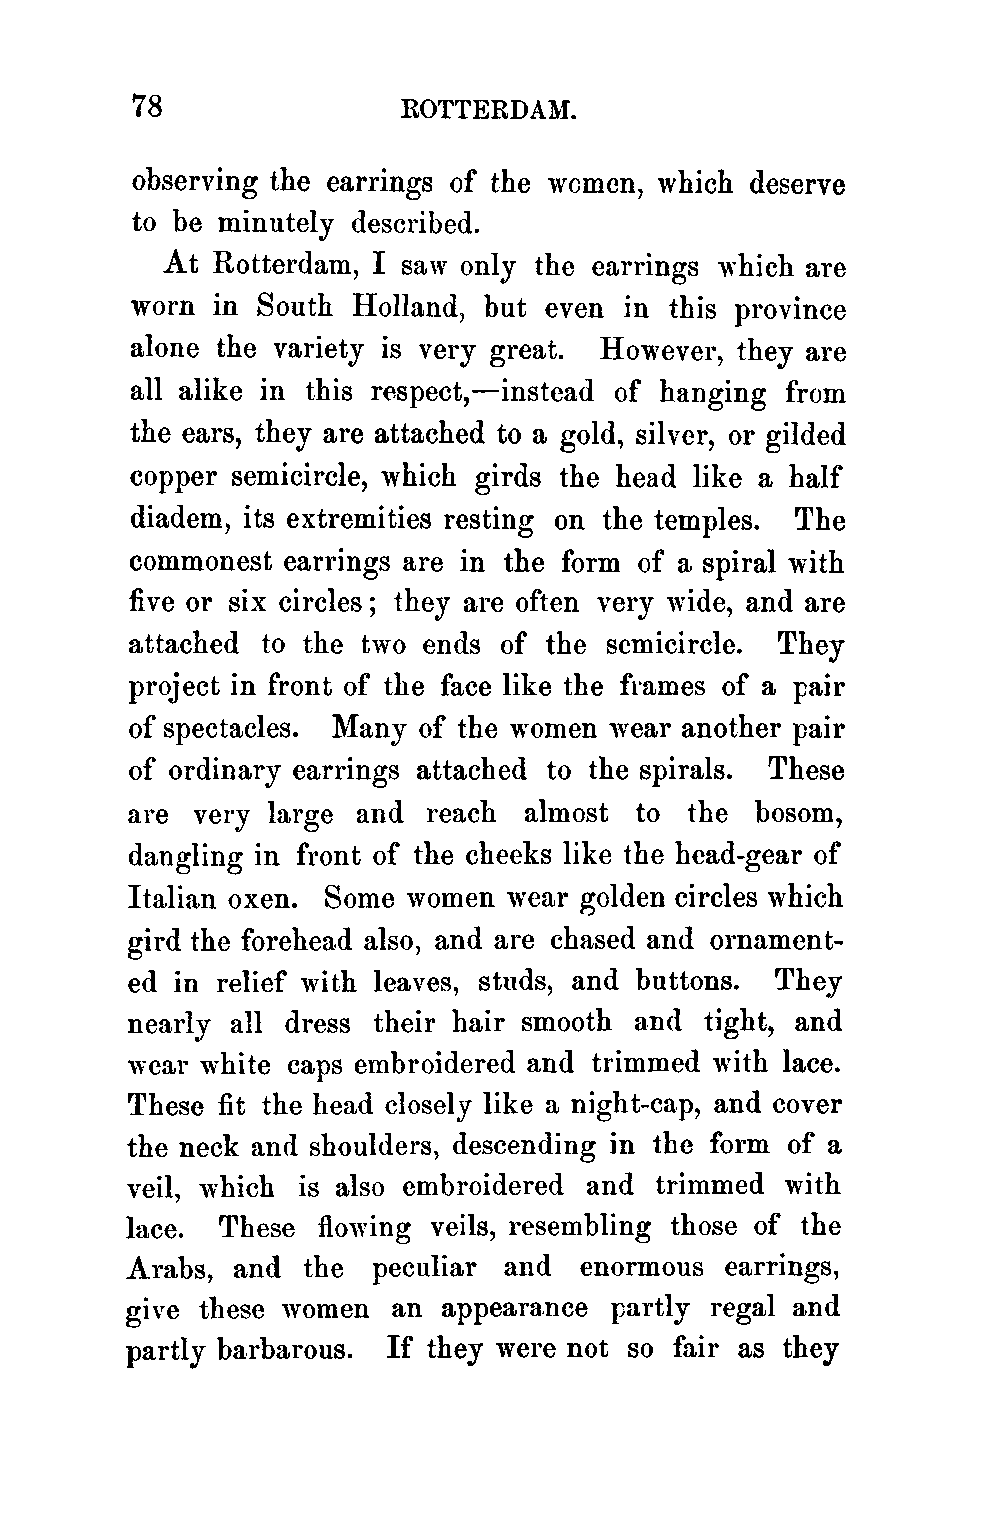 78 ROTTERDAM.
observing the earrings of the women, which deserve
to be minutely described.
At Rotterdam, I saw only the earrings which are
worn in South Holland, but even in this province
alone the variety is very great. However, they are
all alike in this respect,—instead of hanging from
the ears, they are attached to a gold, silver, or gilded
copper semicircle, which girds the head like a half
diadem, its extremities resting on the temples. The
commonest earrings are in the form of a spiral with
five or six circles; they are often very wide, and are
attached to the two ends of the semicircle. They
project in front of the face like the frames of a pair
of spectacles. Many of the women wear another pair
of ordinary earrings attached to the spirals. These
are very large and reach almost to the bosom,
dangling in front of the cheeks like the head-gear of
Italian oxen. Some women wear golden circles which
gird the forehead also, and are chased and ornament-
ed in relief with leaves, studs, and buttons. They
nearly all dress their hair smooth and tight, and
wear white caps embroidered and trimmed with lace.
These fit the head closely like a night-cap, and cover
the neck and shoulders, descending in the form of a
veil, which is also embroidered and trimmed with
lace. These flowing veils, resembling those of the
Arabs, and the peculiar and enormous earrings,
give these women an appearance partly regal and
partly barbarous. If they were not so fair as they